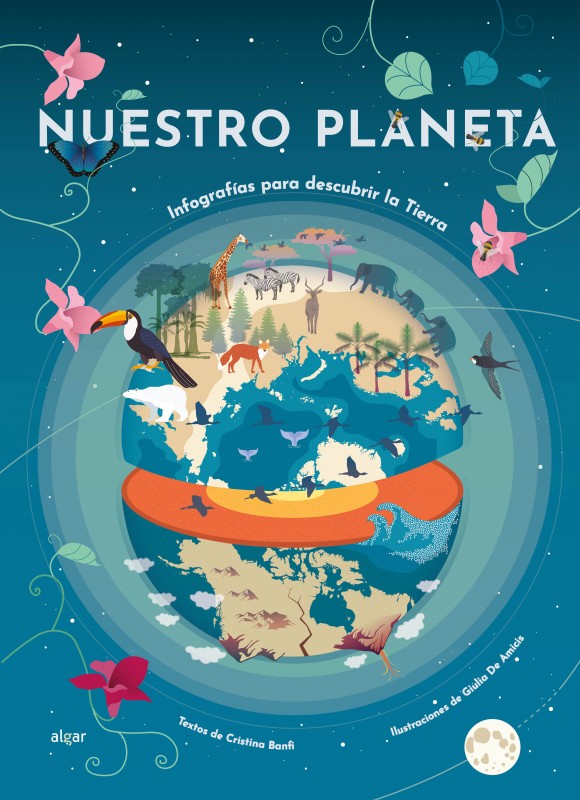 NUESTRO PLANETA
Infografías para descubrir la Tierra
Textos de Cristina Banfi
Ilustraciones de Giulia De Amicis
algar